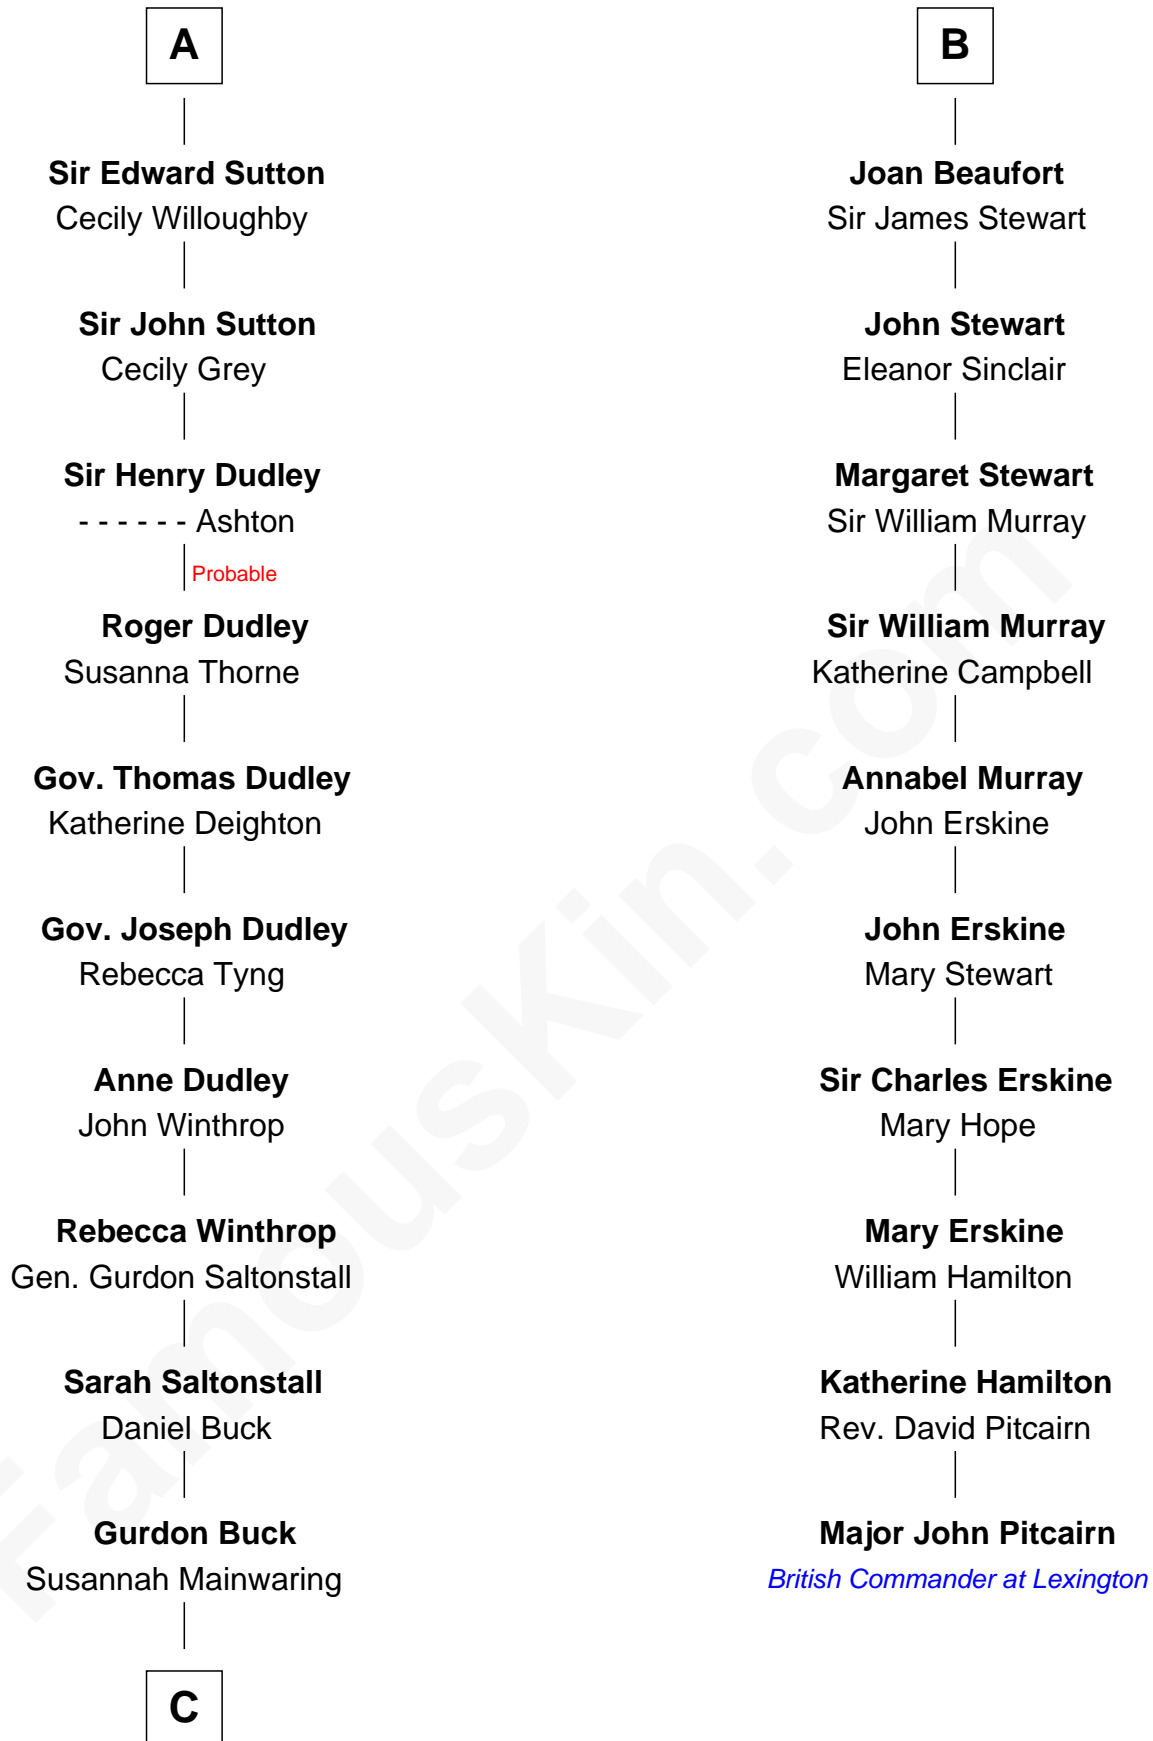 A
Sir Edward Sutton
Cecily Willoughby
Sir John Sutton
Cecily Grey
Sir Henry Dudley
- - - - - - Ashton
Probable
Roger Dudley
Susanna Thorne
Gov. Thomas Dudley
Katherine Deighton
Gov. Joseph Dudley
Rebecca Tyng
Anne Dudley
John Winthrop
Rebecca Winthrop
Gen. Gurdon Saltonstall
Sarah Saltonstall
Daniel Buck
Gurdon Buck
Susannah Mainwaring
C
B
Joan Beaufort
Sir James Stewart
John Stewart
Eleanor Sinclair
Margaret Stewart
Sir William Murray
Sir William Murray
Katherine Campbell
Annabel Murray
John Erskine
John Erskine
Mary Stewart
Sir Charles Erskine
Mary Hope
Mary Erskine
William Hamilton
Katherine Hamilton
Rev. David Pitcairn
Major John Pitcairn
British Commander at Lexington
FamousKin.com